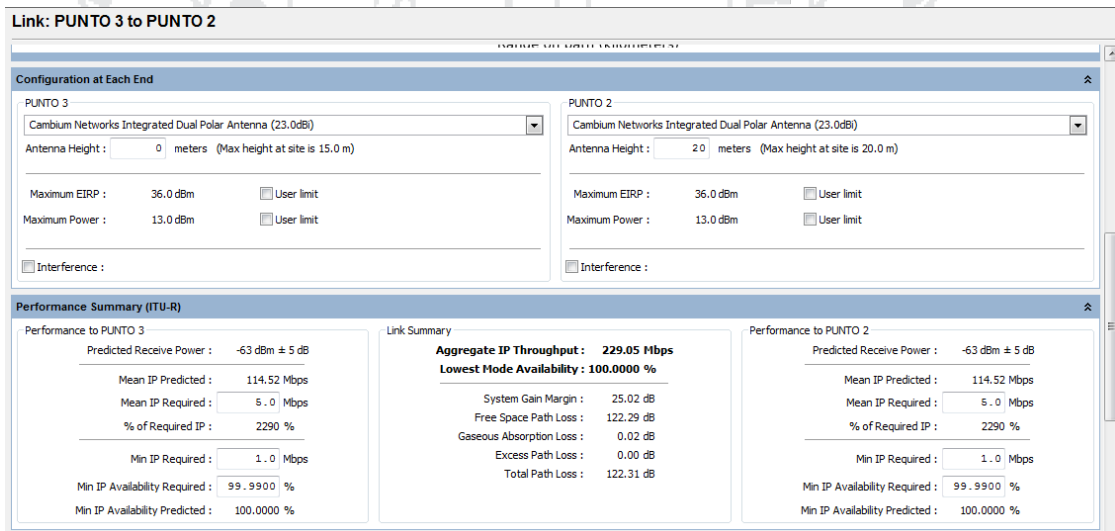 Link: PUNTO 3 to PUNTO 2
Range on path (kilometers)
Configuration at Each End
PUNTO 3
Cambium Networks Integrated Dual Polar Antenna (23.0dBi)
Antenna Height : 0 meters (Max height at site is 15.0 m)
Maximum EIRP : 36.0 dBm User limit
Maximum Power : 13.0 dBm User limit
Interference :
PUNTO 2
Cambium Networks Integrated Dual Polar Antenna (23.0dBi)
Antenna Height : 20 meters (Max height at site is 20.0 m)
Maximum EIRP : 36.0 dBm User limit
Maximum Power : 13.0 dBm User limit
Interference :
Performance Summary (ITU-R)
Performance to PUNTO 3
Predicted Receive Power : -63 dBm ± 5 dB
Mean IP Predicted : 114.52 Mbps
Mean IP Required : 5.0 Mbps
% of Required IP : 2290 %
Min IP Required : 1.0 Mbps
Min IP Availability Required : 99.9900 %
Min IP Availability Predicted : 100.0000 %
Link Summary
Aggregate IP Throughput : 229.05 Mbps
Lowest Mode Availability : 100.0000 %
System Gain Margin : 25.02 dB
Free Space Path Loss : 122.29 dB
Gaseous Absorption Loss : 0.02 dB
Excess Path Loss : 0.00 dB
Total Path Loss : 122.31 dB
Performance to PUNTO 2
Predicted Receive Power : -63 dBm ± 5 dB
Mean IP Predicted : 114.52 Mbps
Mean IP Required : 5.0 Mbps
% of Required IP : 2290 %
Min IP Required : 1.0 Mbps
Min IP Availability Required : 99.9900 %
Min IP Availability Predicted : 100.0000 %